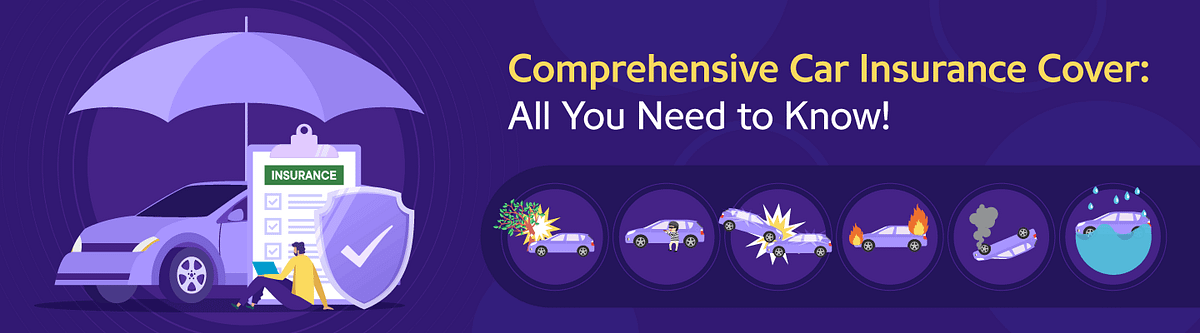 INSURANCE
Comprehensive Car Insurance Cover:
All You Need to Know!